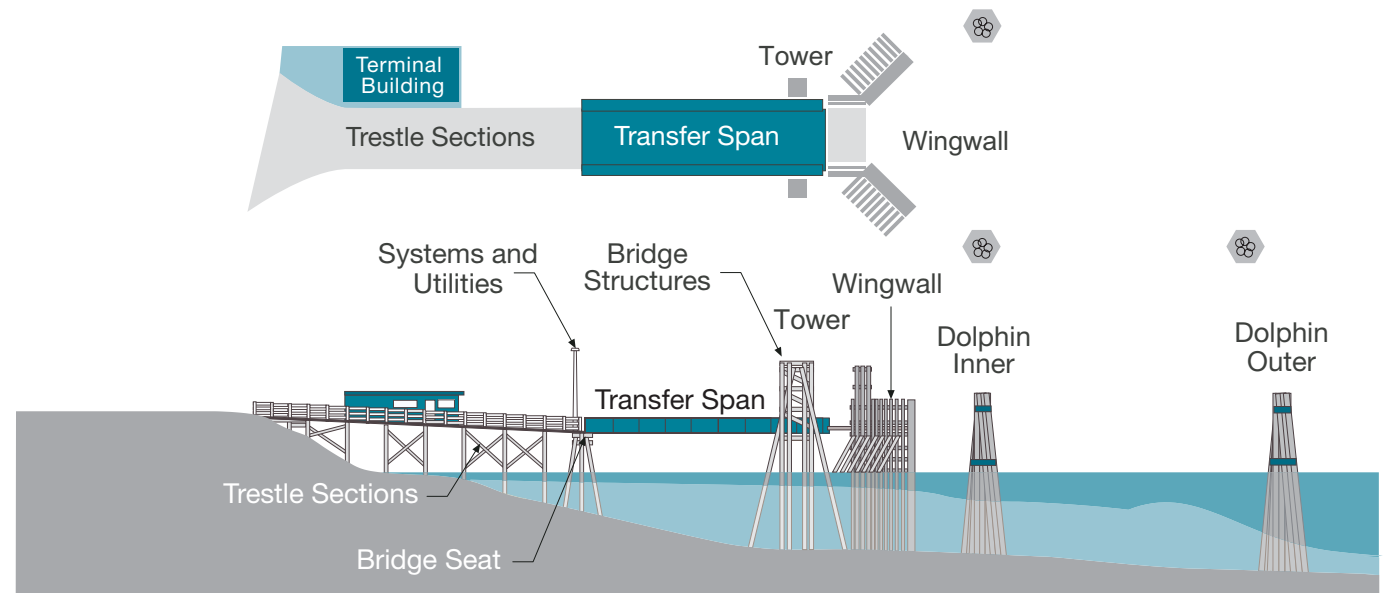 Terminal
Building
Tower
Trestle Sections
Transfer Span
Wingwall
Systems and
Utilities
Bridge
Structures
Wingwall
Tower
Dolphin
Inner
Dolphin
Outer
Transfer Span
Trestle Sections
Bridge Seat